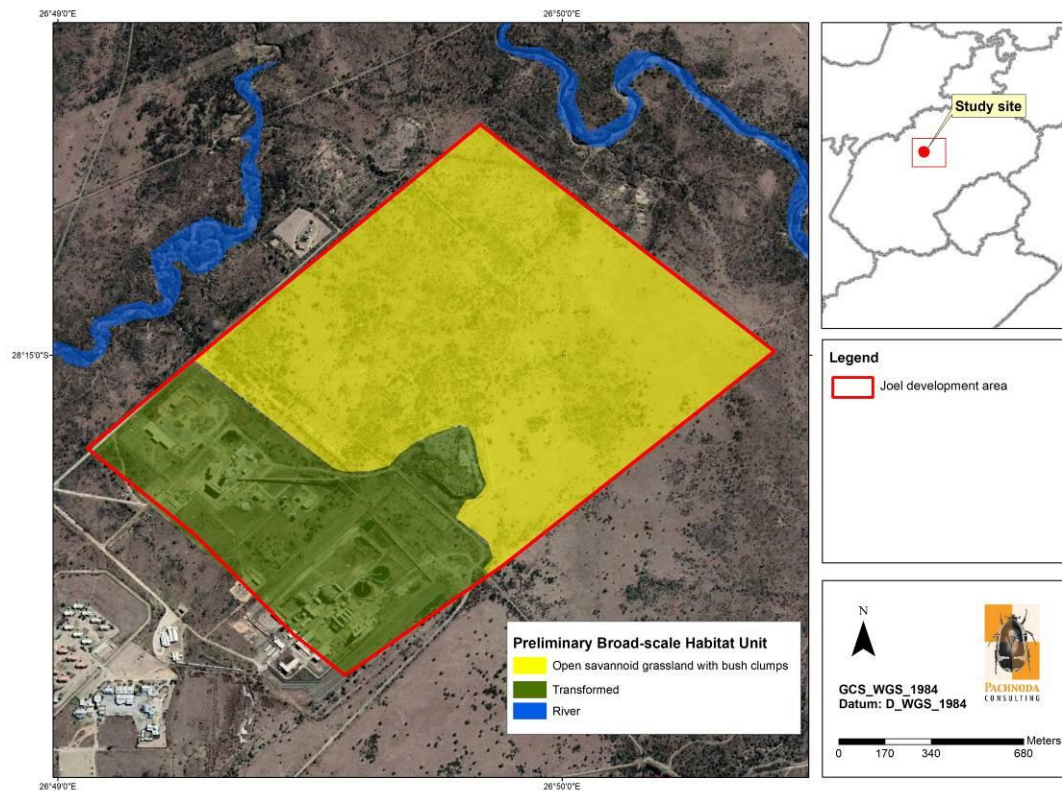 26°49'0"E
26°50'0"E
28°15'0"S
Study site
Legend
Joel development area
Preliminary Broad-scale Habitat Unit
Open savannoid grassland with bush clumps
Transformed
River
N
GCS_WGS_1984
Datum: D_WGS_1984
PACHNODA
CONSULTING
Meters
0 170 340 680
26°49'0"E
26°50'0"E